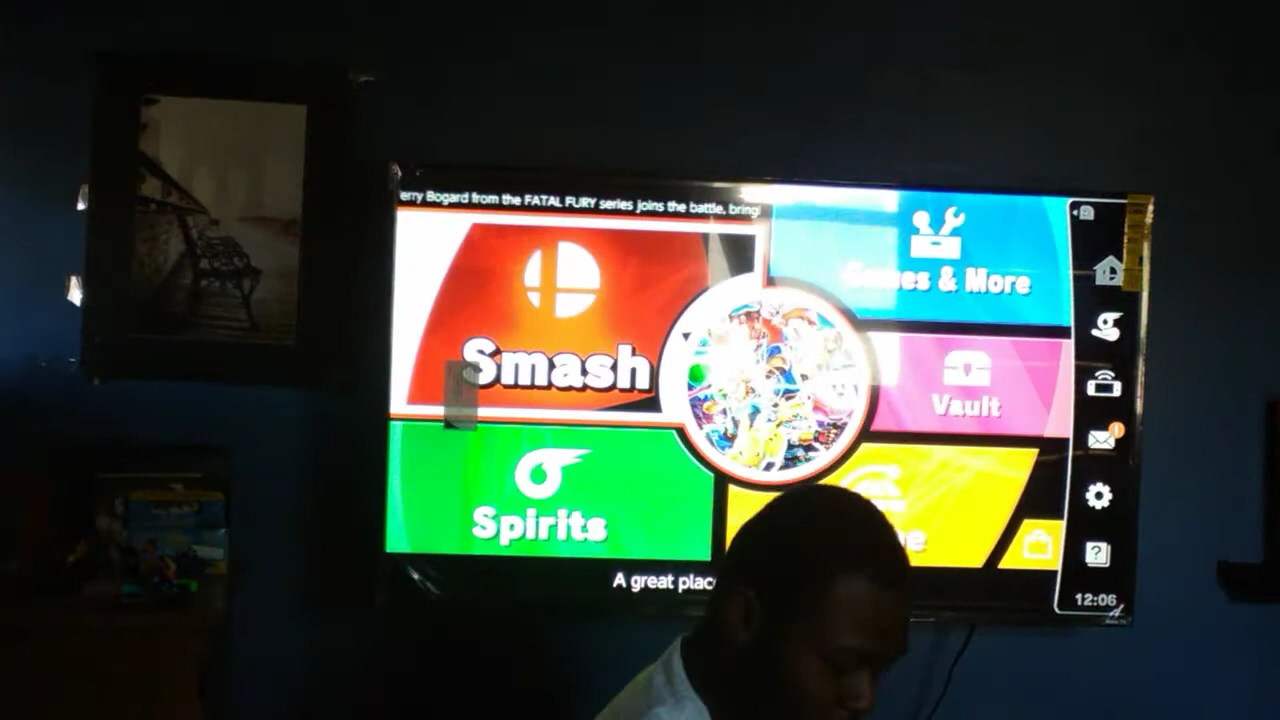 erry Bogard from the FATAL FURY series joins the battle, bring
Smash
& More
Vault
Spirits
A great plac
12:06